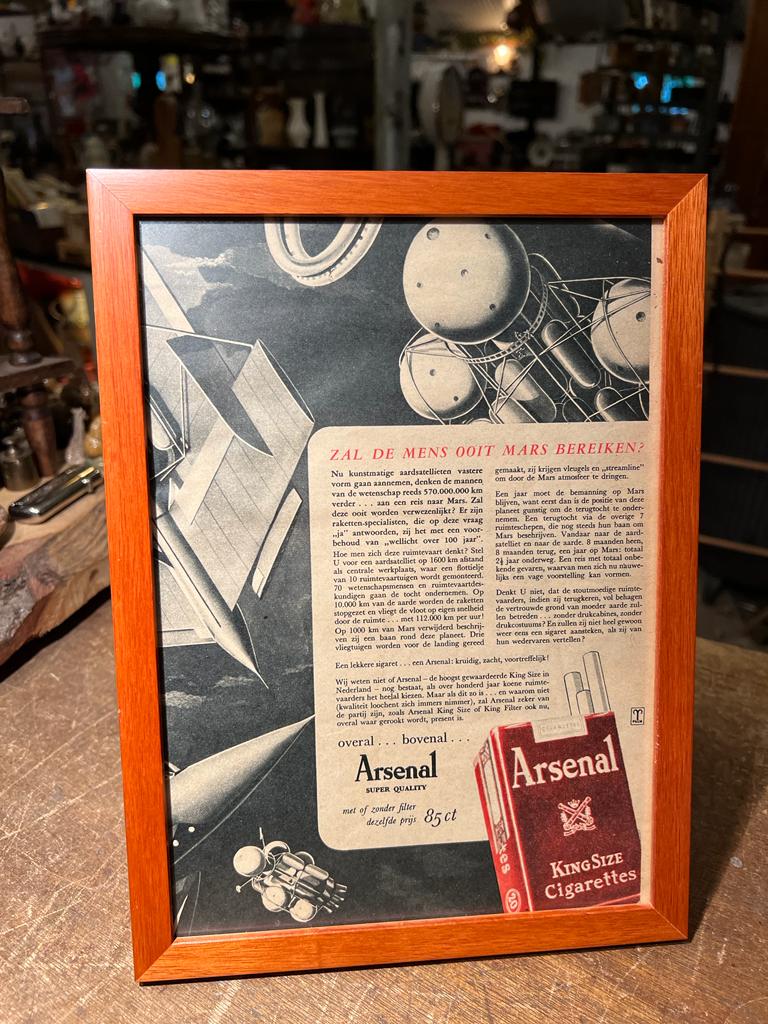 ZAL DE MENS OOIT MARS BEREIKEN?
Nu kunstmatige aardsatellieten vastere
vorm gaan aannemen, denken de mannen
van de wetenschap reeds 570.000.000 km
verder . . . aan een reis naar Mars. Zal
deze ooit worden verwezenlijkt? Er zijn
raketten-specialisten, die op deze vraag
„ja” antwoorden, zij het met een voor-
behoud van „wellicht over 100 jaar”.
Hoe men zich deze ruimtevaart denkt? Stel
U voor een aardsatelliet op 1600 km afstand
als centrale werkplaats, waar een flottielje
van 10 ruimtevaartuigen wordt gemonteerd.
70 wetenschapsmensen en ruimtevaartdes-
kundigen gaan de tocht ondernemen. Op
10.000 km van de aarde worden de raketten
stopgezet en vliegt de vloot op eigen snelheid
door de ruimte . . . met 112.000 km per uur!
Op 1000 km van Mars verwijderd beschrij-
ven zij een baan rond deze planeet. Drie
vliegtuigen worden voor de landing gereed
gemaakt, zij krijgen vleugels en „streamline”
om door de Mars atmosfeer te dringen.
Een jaar moet de bemanning op Mars
blijven, want eerst dan is de positie van deze
planeet gunstig om de terugtocht te onder-
nemen. Een terugtocht via de overige 7
ruimteschepen, die nog steeds hun baan om
Mars beschrijven. Vandaar naar de aard-
satelliet en naar de aarde. 8 maanden heen,
8 maanden terug, een jaar op Mars: totaal
2⅓ jaar onderweg. Een reis met totaal onbe-
kende gevaren, waarvan men zich nu nauwe-
lijks een vage voorstelling kan vormen.
Denkt U niet, dat de stoutmoedige ruimte-
vaarders, indien zij terugkeren, vol behagen
de vertrouwde grond van moeder aarde zul-
len betreden . . . zonder drukcabines, zonder
drukcostuums? En zullen zij niet heel gewoon
weer eens een sigaret aansteken, als zij van
hun wedervaren vertellen?
Een lekkere sigaret . . . een Arsenal: kruidig, zacht, voortreffelijk!
Wij weten niet of Arsenal – de hoogst gewaardeerde King Size in
Nederland – nog bestaat, als over honderd jaar koene ruimte-
vaarders het heelal kiezen. Maar als dit zo is . . . en waarom niet
(kwaliteit loochent zich immers nimmer), zal Arsenal zeker van
de partij zijn, zoals Arsenal King Size of King Filter ook nu,
overal waar gerookt wordt, present is.
overal . . . bovenal . . .
Arsenal
SUPER QUALITY
met of zonder filter
dezelfde prijs 85 ct
CIGARETTES
Arsenal
KING SIZE
Cigarettes
20